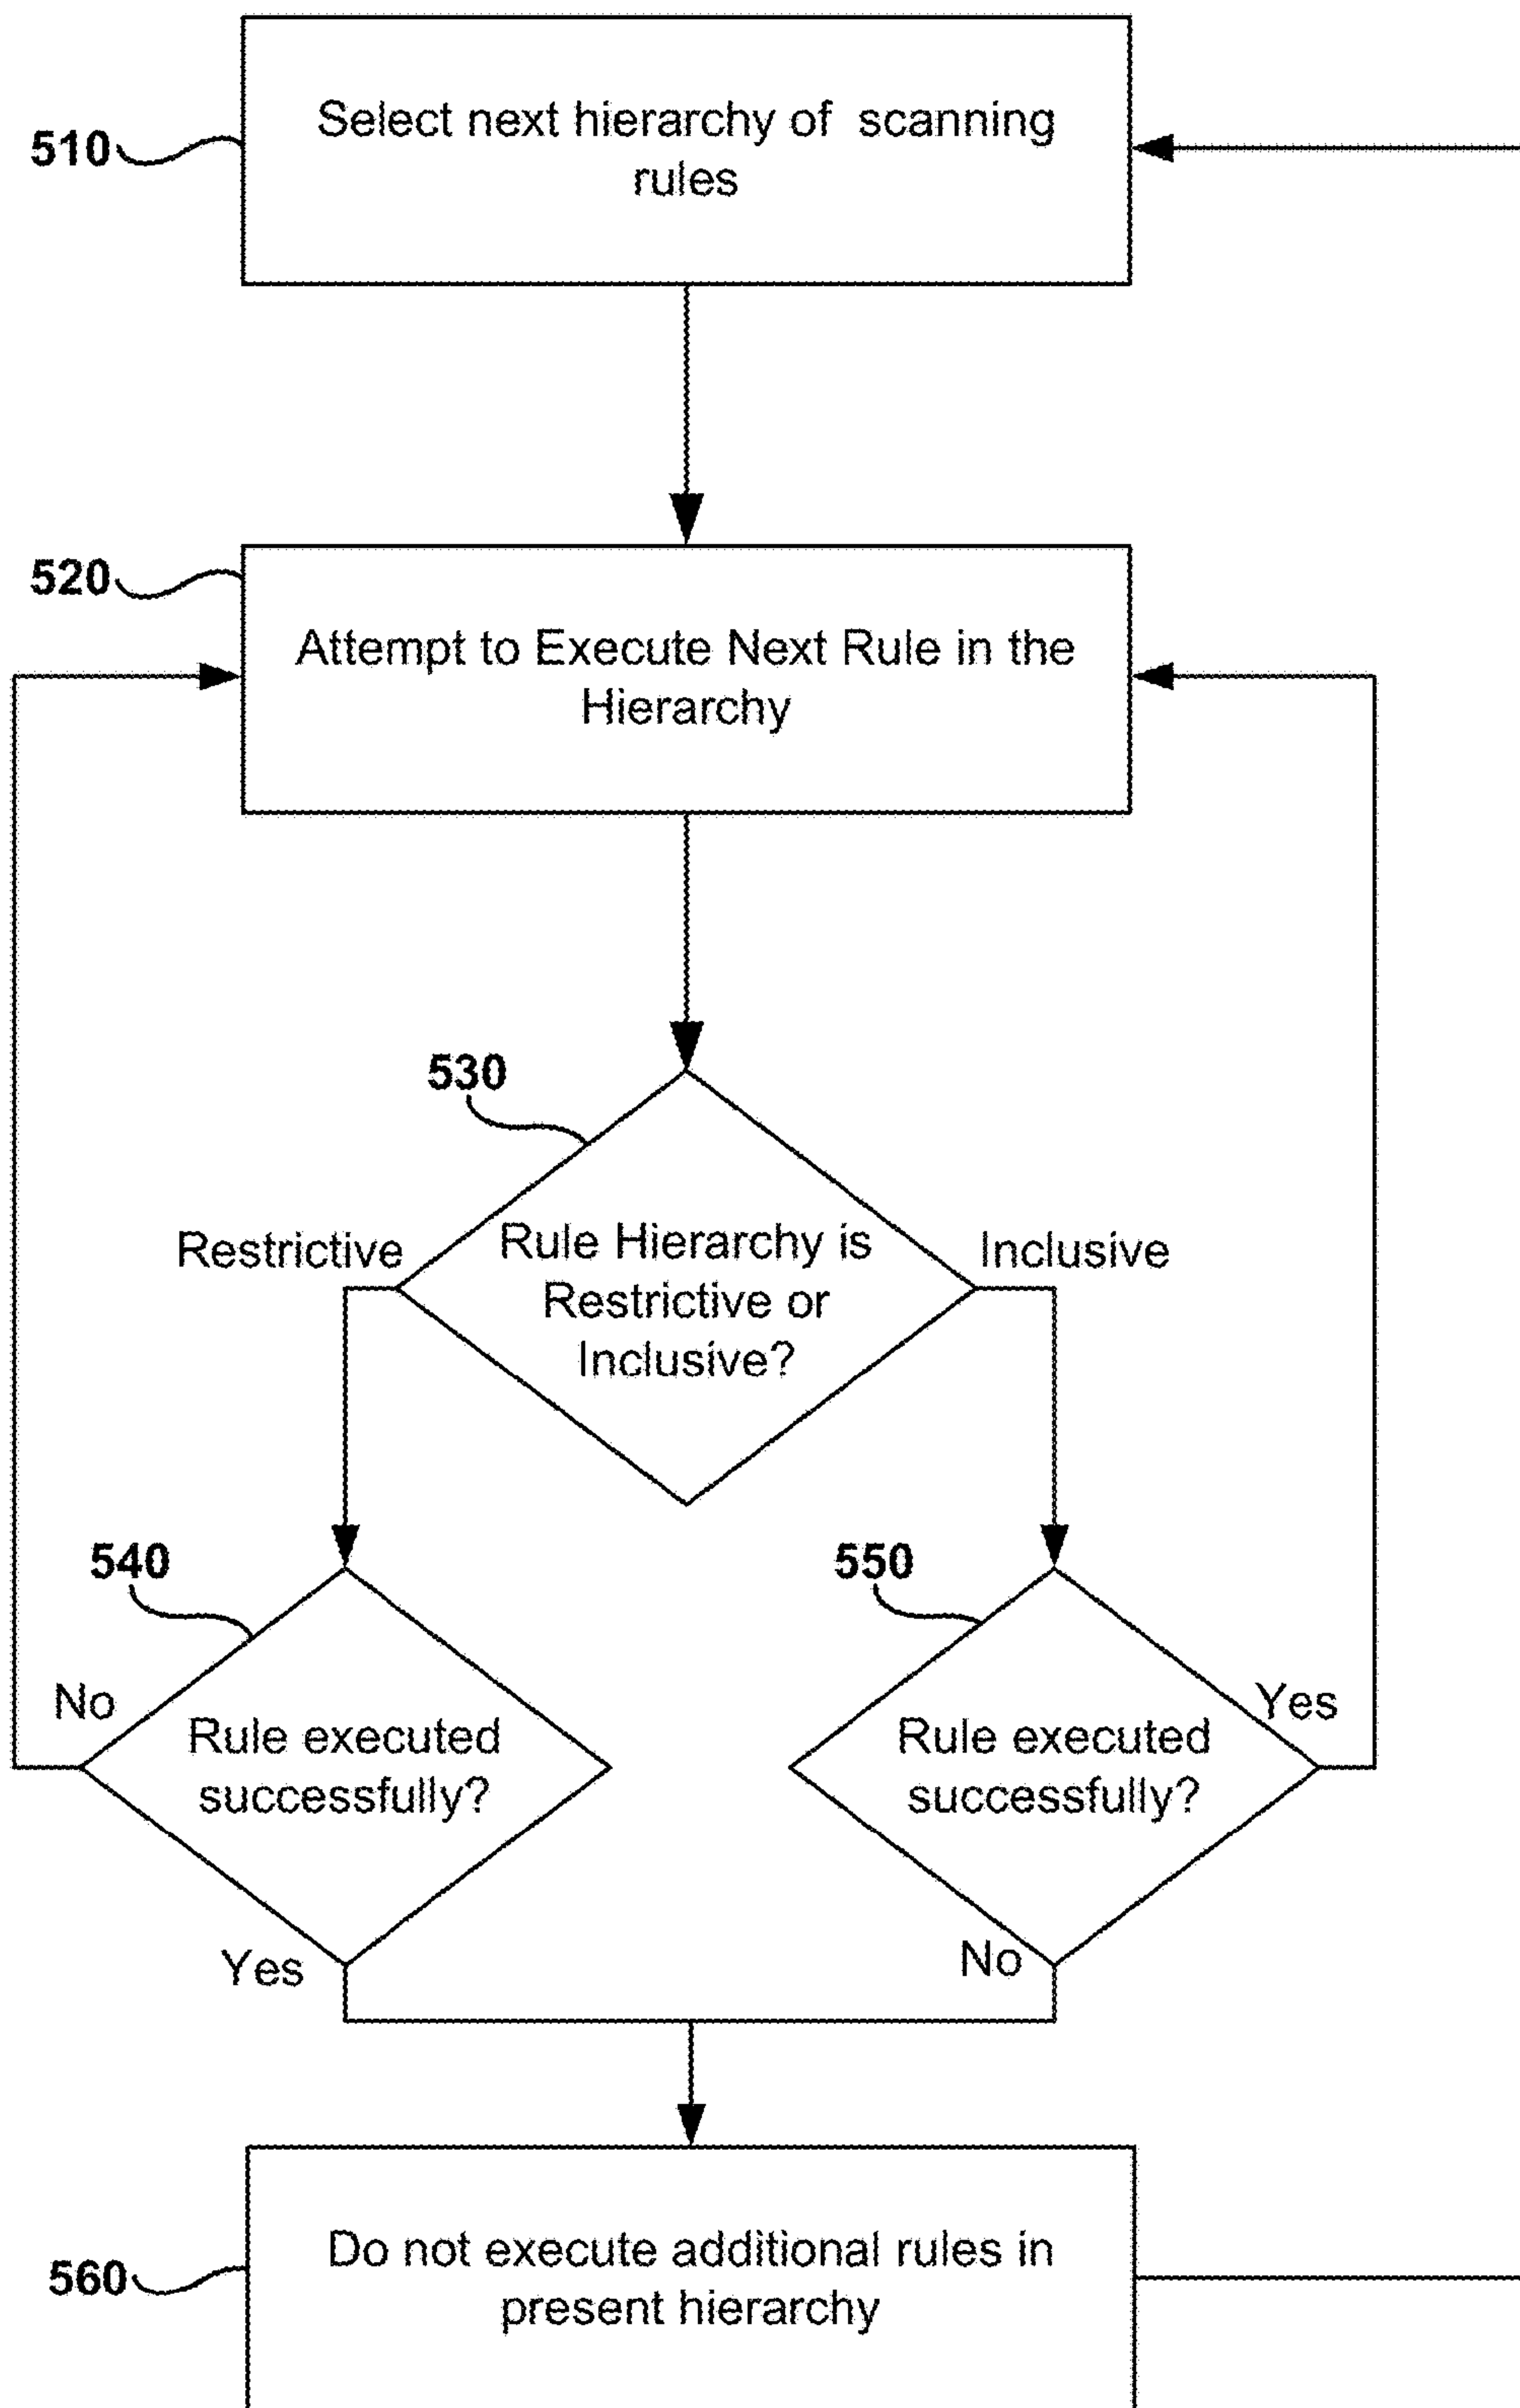 510
Select next hierarchy of scanning
rules
520
Attempt to Execute Next Rule in the
Hierarchy
530
Restrictive
Rule Hierarchy is
Restrictive or
Inclusive?
Inclusive
540
550
No
Rule executed
successfully?
Yes
Rule executed
successfully?
Yes
No
560
Do not execute additional rules in
present hierarchy